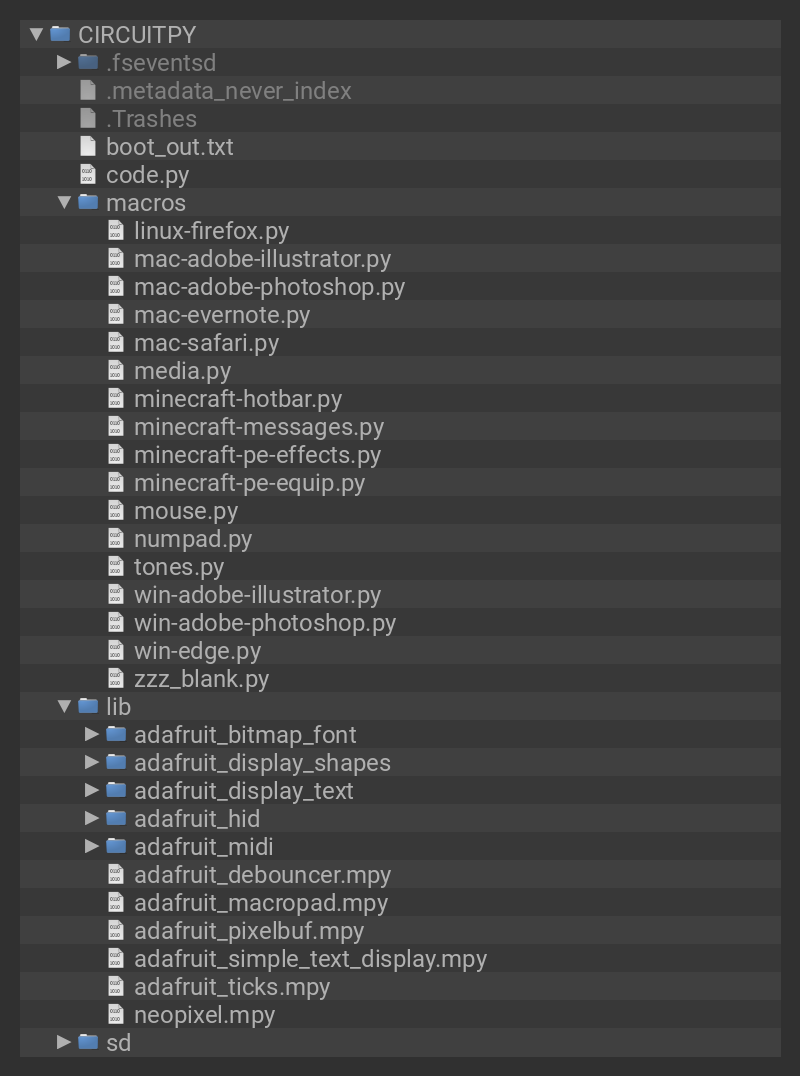 CIRCUITPY
.fseventsd
.metadata_never_index
.Trashes
boot_out.txt
code.py
macros
linux-firefox.py
mac-adobe-illustrator.py
mac-adobe-photoshop.py
mac-evernote.py
mac-safari.py
media.py
minecraft-hotbar.py
minecraft-messages.py
minecraft-pe-effects.py
minecraft-pe-equip.py
mouse.py
numpad.py
tones.py
win-adobe-illustrator.py
win-adobe-photoshop.py
win-edge.py
zzz_blank.py
lib
adafruit_bitmap_font
adafruit_display_shapes
adafruit_display_text
adafruit_hid
adafruit_midi
adafruit_debouncer.mpy
adafruit_macropad.mpy
adafruit_pixelbuf.mpy
adafruit_simple_text_display.mpy
adafruit_ticks.mpy
neopixel.mpy
sd